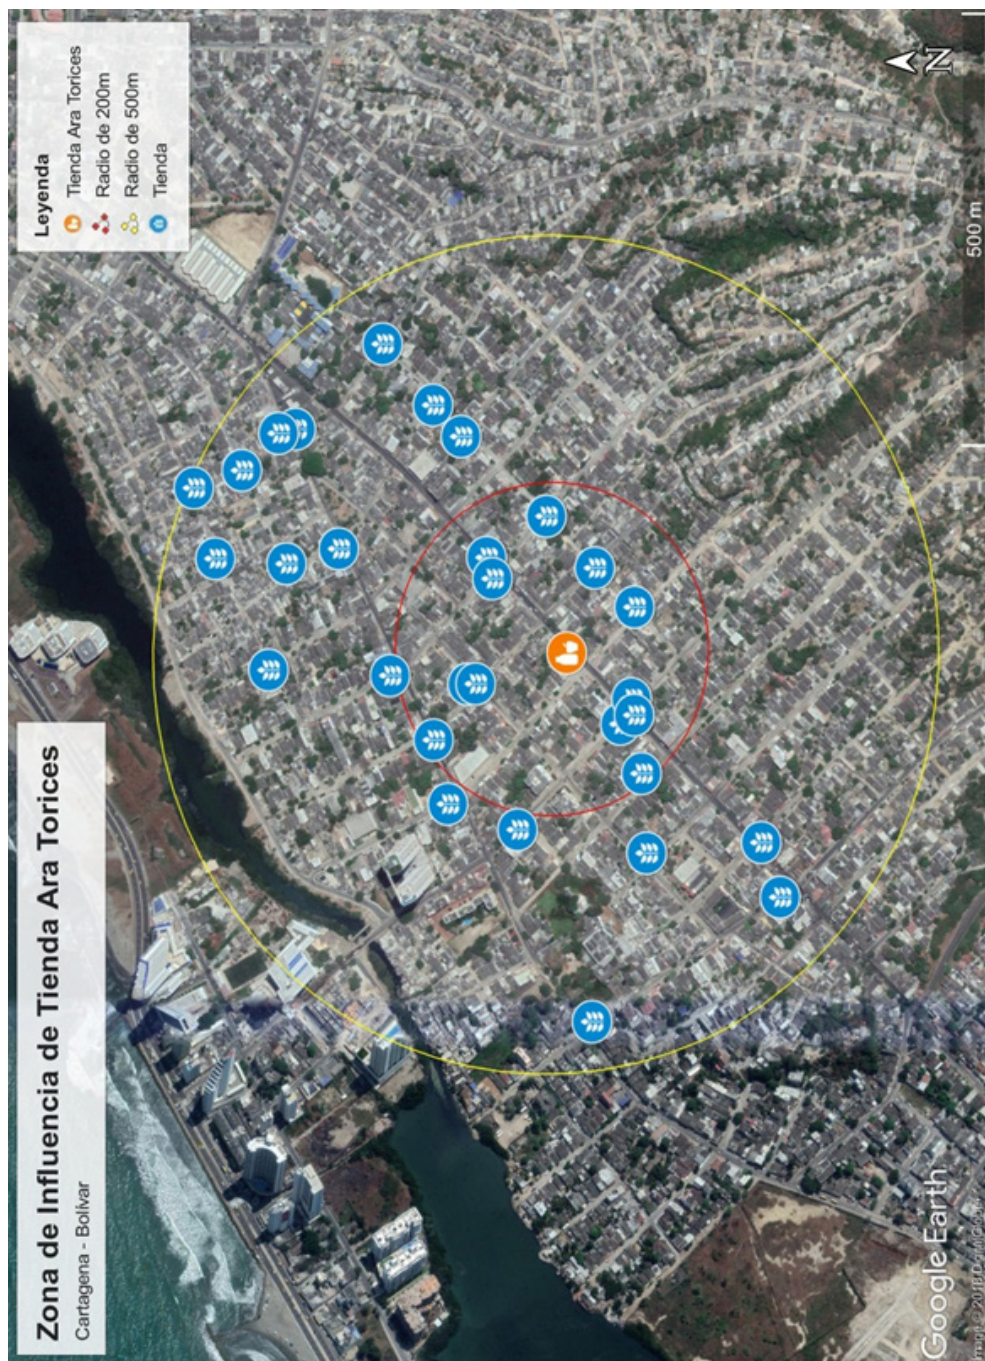 Zona de Influencia de Tienda Ara Torices
Cartagena - Bolívar
Leyenda
Tienda Ara Torices
Radio de 200m
Radio de 500m
Tienda
N
Google Earth
500 m